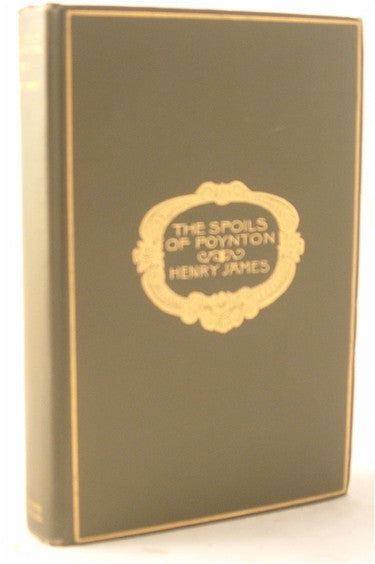 THE SPOILS
OF POYNTON
HENRY JAMES